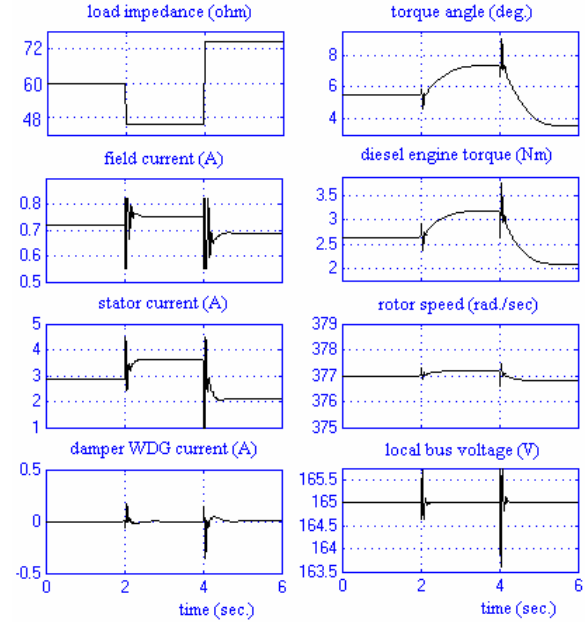 load impedance (ohm)
72
60
48
torque angle (deg.)
8
6
4
field current (A)
0.8
0.7
0.6
0.5
diesel engine torque (Nm)
3.5
3
2.5
2
stator current (A)
5
4
3
2
1
rotor speed (rad./sec)
379
378
377
376
375
damper WDG current (A)
0.5
0
-0.5
0 2 4 6
time (sec.)
local bus voltage (V)
165.5
165
164.5
164
163.5
0 2 4 6
time (sec.)